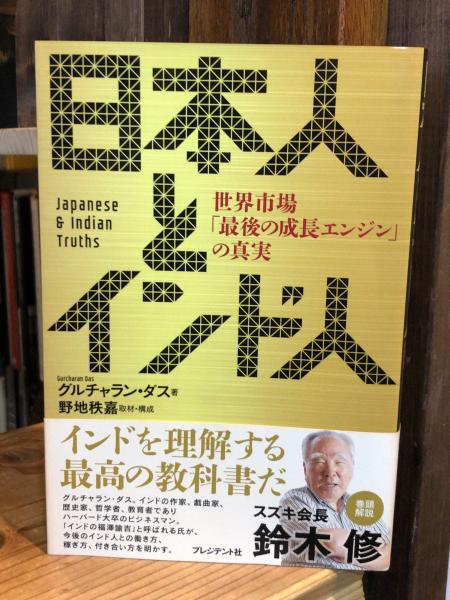 日本人
と
インド人
Japanese
& Indian
Truths
世界市場
「最後の成長エンジン」
の真実
Gurcharan Das
グルチャラン・ダス 著
野地秩嘉 取材・構成
インドを理解する
最高の教科書だ
グルチャラン・ダス。インドの作家、戯曲家、
歴史家、哲学者、教育者であり
ハーバード大卒のビジネスマン。
「インドの福澤諭吉」と呼ばれる氏が、
今後のインド人との働き方、
稼ぎ方、付き合い方を明かす。
プレジデント社
スズキ会長
鈴木 修
巻頭
解説